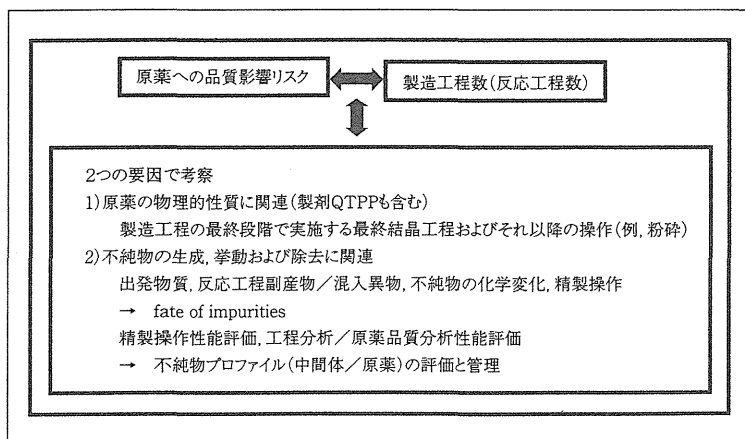 原薬への品質影響リスク
製造工程数(反応工程数)
2つの要因で考察
1)原薬の物理的性質に関連(製剤QTPPも含む)
製造工程の最終段階で実施する最終結晶工程およびそれ以降の操作(例, 粉砕)
2)不純物の生成, 挙動および除去に関連
出発物質, 反応工程副産物/混入異物, 不純物の化学変化, 精製操作
→ fate of impurities
精製操作性能評価, 工程分析/原薬品質分析性能評価
→ 不純物プロファイル(中間体/原薬)の評価と管理